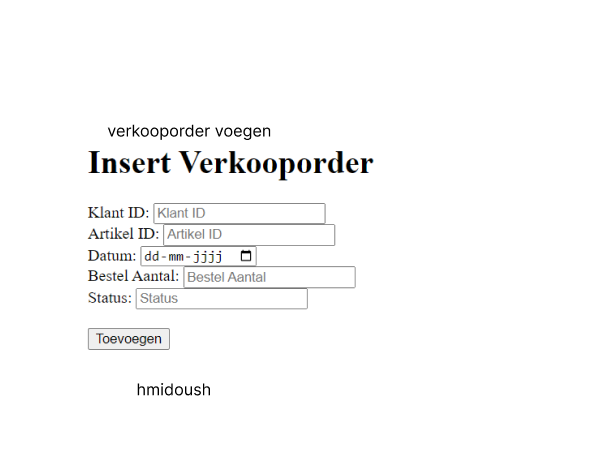 verkooporder voegen
Insert Verkooporder
Klant ID: Klant ID
Artikel ID: Artikel ID
Datum: dd-mm-jjjj
Bestel Aantal: Bestel Aantal
Status: Status
Toevoegen
hmidoush